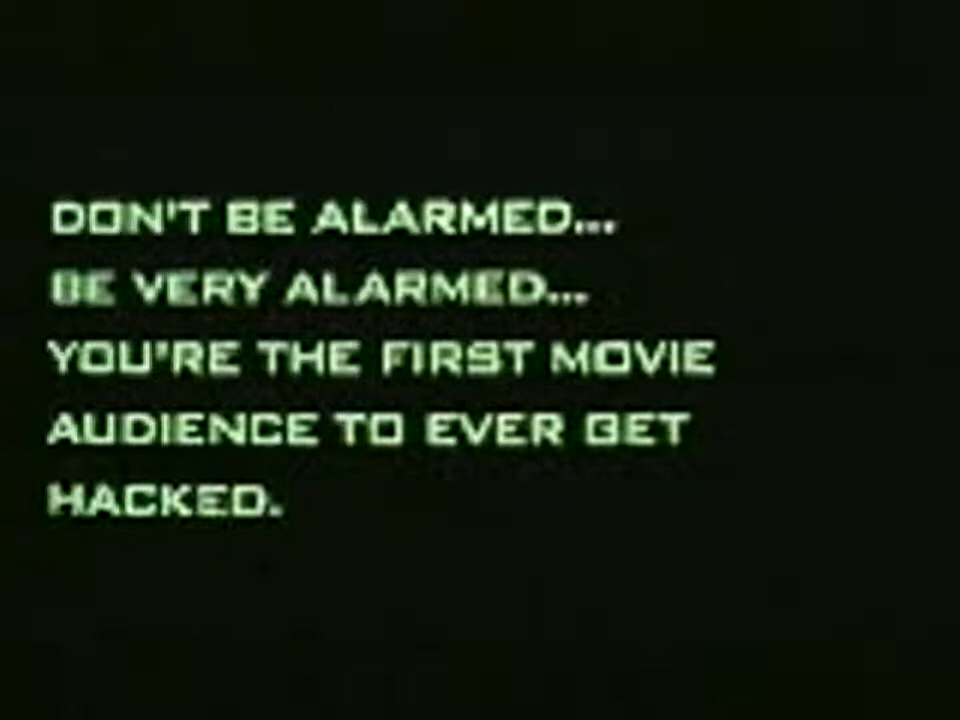 DON'T BE ALARMED...
BE VERY ALARMED...
YOU'RE THE FIRST MOVIE
AUDIENCE TO EVER GET
HACKED.